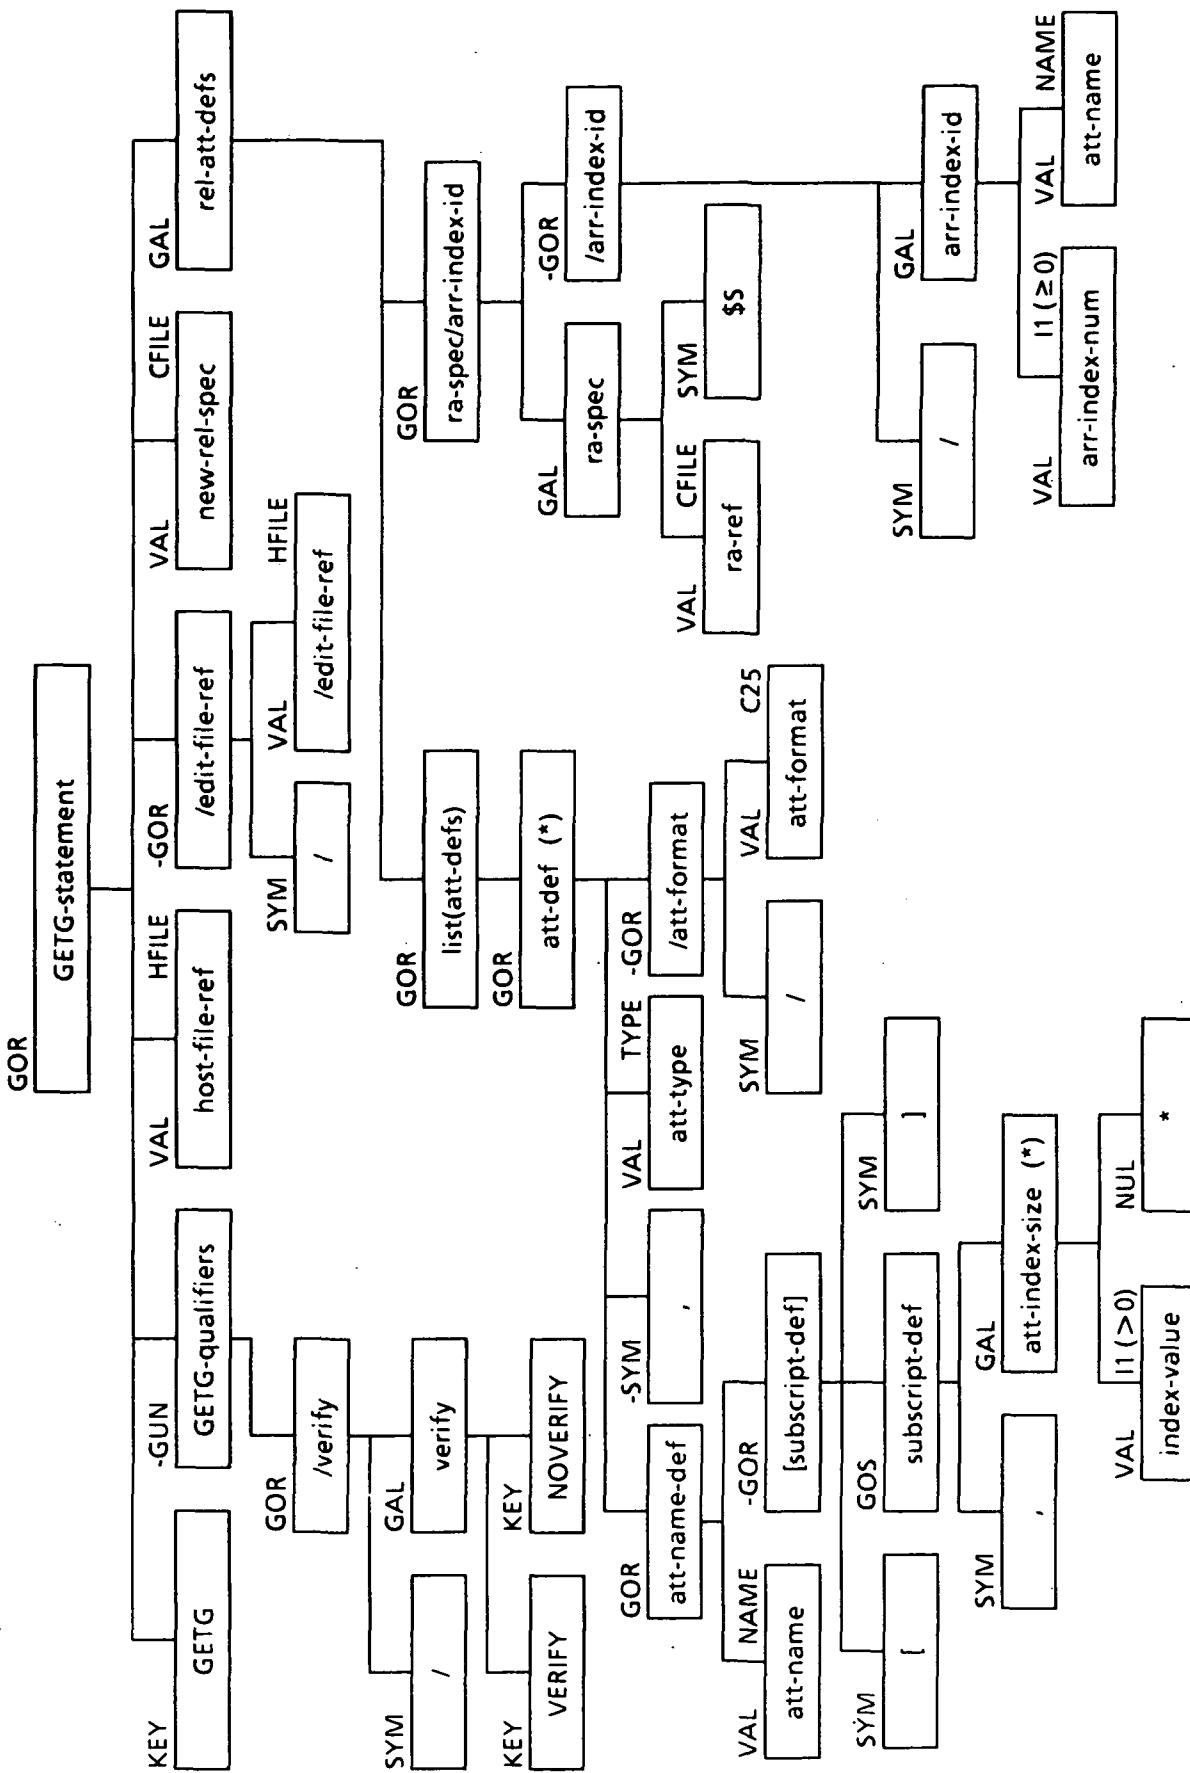 GOR
GETG-statement
KEY
GETG
-GUN
GETG-qualifiers
VAL HFILE
host-file-ref
-GOR
/edit-file-ref
VAL CFILE
new-rel-spec
GAL
rel-att-defs
GOR
/verify
SYM
/
VAL HFILE
/edit-file-ref
SYM
/
GAL
verify
KEY
VERIFY
KEY
NOVERIFY
GOR
list(att-defs)
GOR
ra-spec/arr-index-id
GOR
att-def (*)
GAL
ra-spec
-GOR
/arr-index-id
GOR
att-name-def
-SYM
,
VAL TYPE
att-type
-GOR
/att-format
VAL CFILE
ra-ref
SYM
$S
VAL NAME
att-name
-GOR
[subscript-def]
SYM
/
VAL C25
att-format
SYM
[
GOS
subscript-def
SYM
]
SYM
/
GAL
arr-index-id
SYM
,
GAL
att-index-size (*)
VAL I1 (≥0)
arr-index-num
VAL NAME
att-name
VAL I1 (>0)
index-value
NUL
*